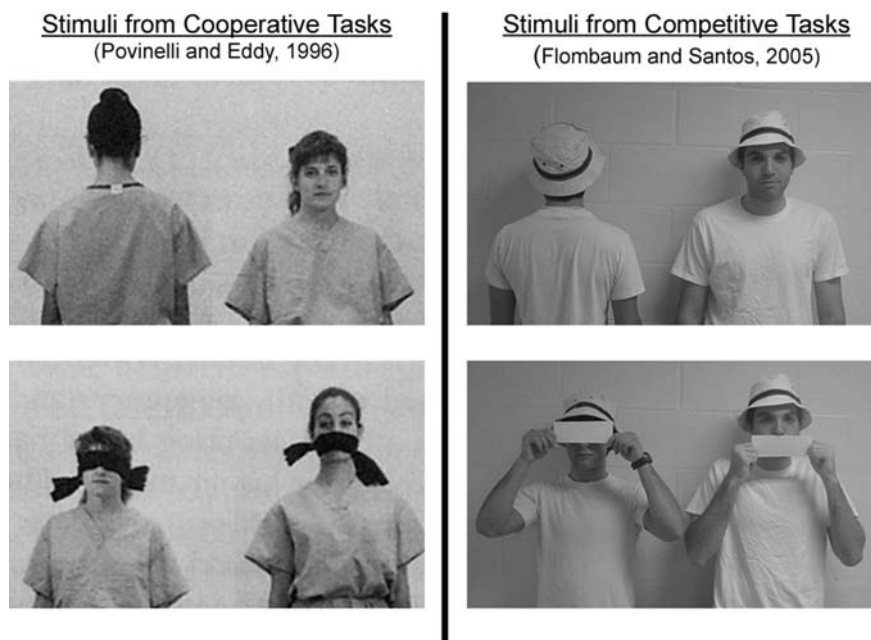 Stimuli from Cooperative Tasks
(Povinelli and Eddy, 1996)
Stimuli from Competitive Tasks
(Flombaum and Santos, 2005)